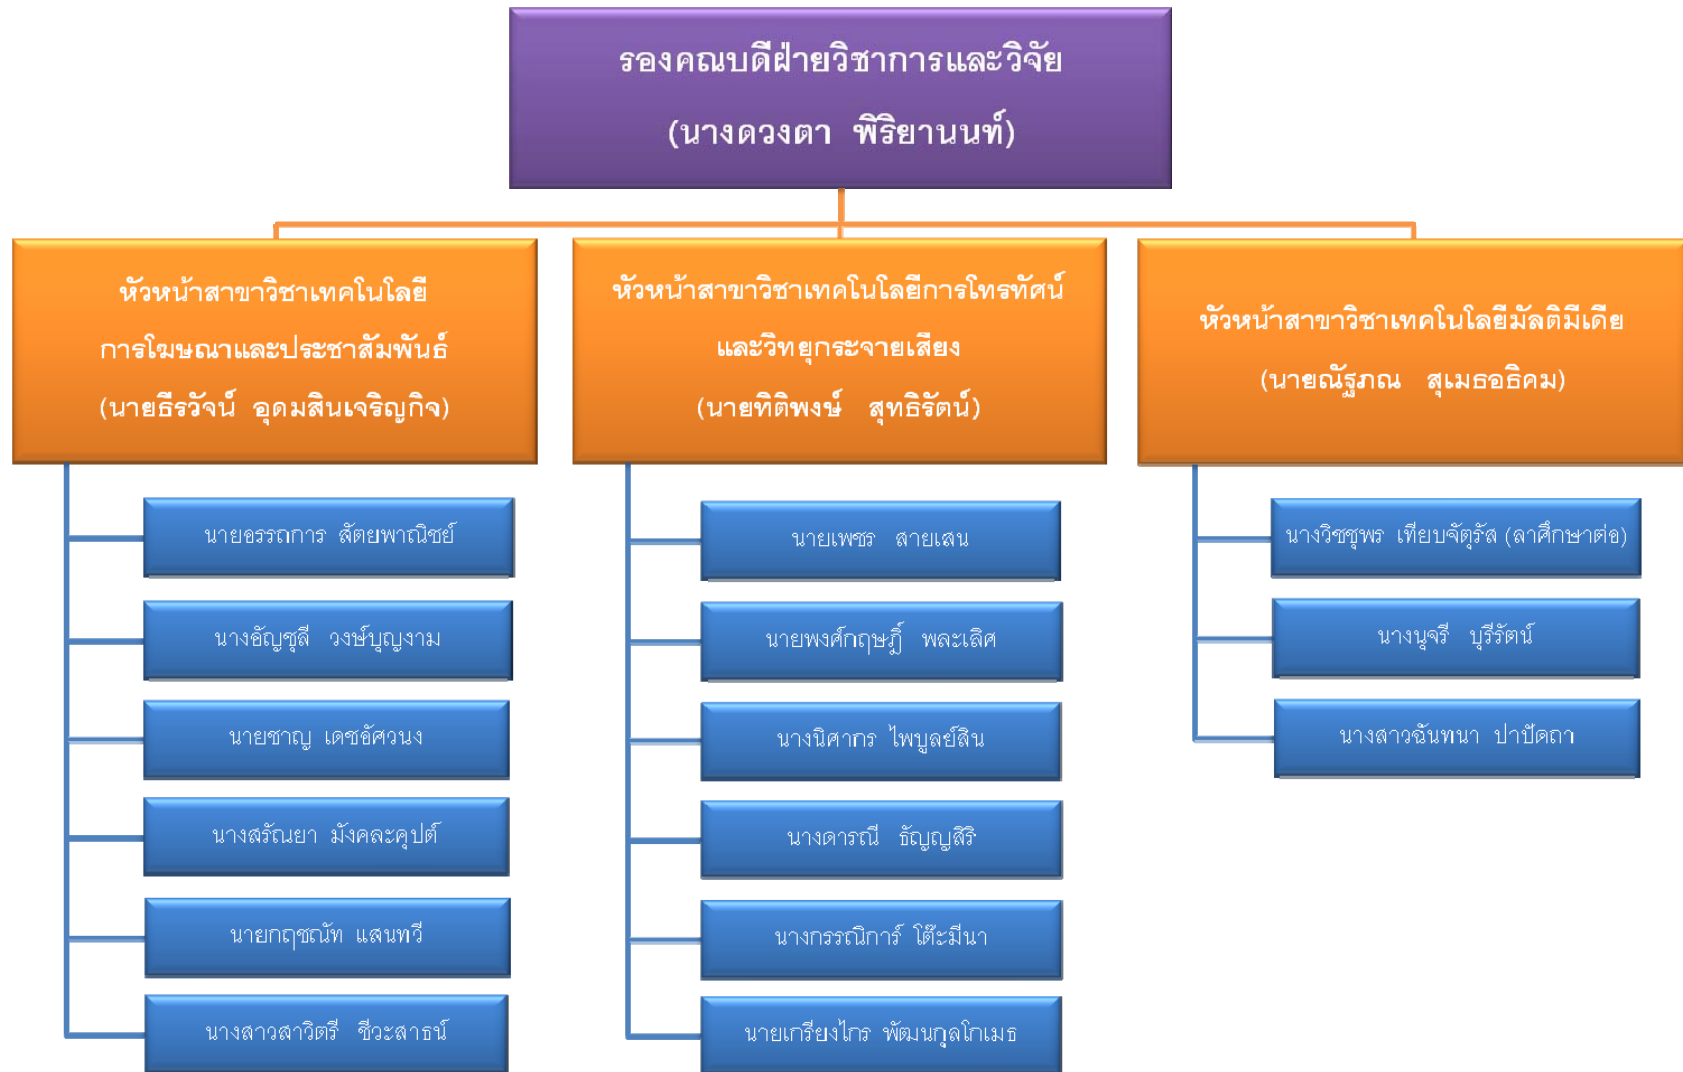 รองคณบดีฝ่ายวิชาการและวิจัย
(นางดวงตา พิริยานนท์)
หัวหน้าสาขาวิชาเทคโนโลยี
การโฆษณาและประชาสัมพันธ์
(นายธีรวัจน์ อุดมสินเจริญกิจ)
หัวหน้าสาขาวิชาเทคโนโลยีการโทรทัศน์
และวิทยุกระจายเสียง
(นายทิติพงษ์ สุทธิรัตน์)
หัวหน้าสาขาวิชาเทคโนโลยีมัลติมีเดีย
(นายณัฐภณ สุเมธอธิคม)
นายอรรถการ สัตยพาณิชย์
นางอัญชุลี วงษ์บุญงาม
นายชาญ เดชอัศวนง
นางสรัณยา มังคละคุปต์
นายกฤชณัท แสนทวี
นางสาวสาวิตรี ชีวะสาธน์
นายเพชร สายเสน
นายพงศ์กฤษฎิ์ พละเลิศ
นางนิศากร ไพบูลย์สิน
นางดารณี ธัญญสิริ
นางกรรณิการ์ โต๊ะมีนา
นายเกรียงไกร พัฒนกุลโกเมธ
นางวิชชุพร เทียบจัตุรัส (ลาศึกษาต่อ)
นางนุจรี บุรีรัตน์
นางสาวฉันทนา ปาปัดถา